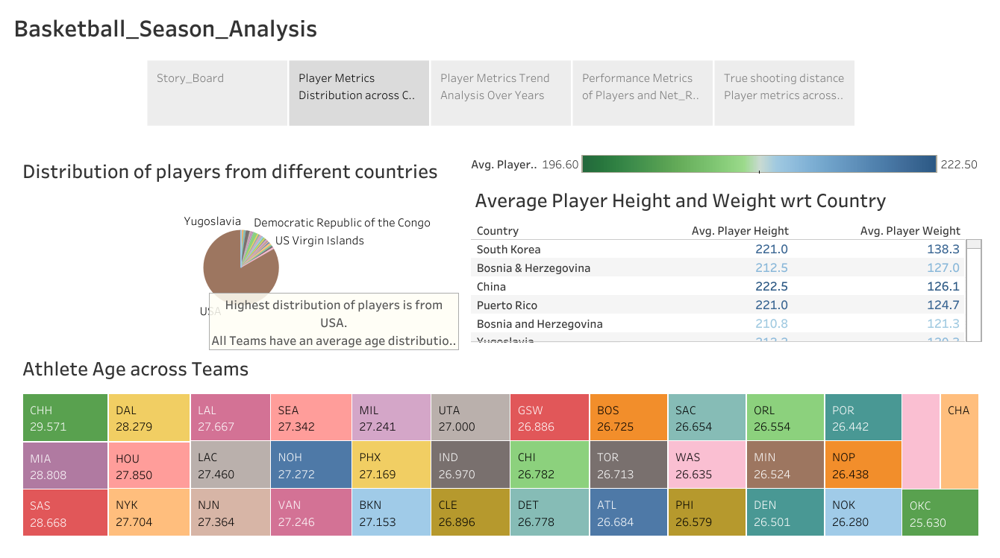 Basketball_Season_Analysis
Story_Board
Player Metrics
Distribution across C..
Player Metrics Trend
Analysis Over Years
Performance Metrics
of Players and Net_R..
True shooting distance
Player metrics across..
Distribution of players from different countries
Yugoslavia
Democratic Republic of the Congo
US Virgin Islands
USA
Highest distribution of players is from
USA.
All Teams have an average age distributio..
Avg. Player.. 196.60 222.50
Average Player Height and Weight wrt Country
Country Avg. Player Height Avg. Player Weight
South Korea 221.0 138.3
Bosnia & Herzegovina 212.5 127.0
China 222.5 126.1
Puerto Rico 221.0 124.7
Bosnia and Herzegovina 210.8 121.3
Yugoslavia
Athlete Age across Teams
CHH
29.571
DAL
28.279
LAL
27.667
SEA
27.342
MIL
27.241
UTA
27.000
GSW
26.886
BOS
26.725
SAC
26.654
ORL
26.554
POR
26.442
CHA
MIA
28.808
HOU
27.850
LAC
27.460
NOH
27.272
PHX
27.169
IND
26.970
CHI
26.782
TOR
26.713
WAS
26.635
MIN
26.524
NOP
26.438
SAS
28.668
NYK
27.704
NJN
27.364
VAN
27.246
BKN
27.153
CLE
26.896
DET
26.778
ATL
26.684
PHI
26.579
DEN
26.501
NOK
26.280
OKC
25.630